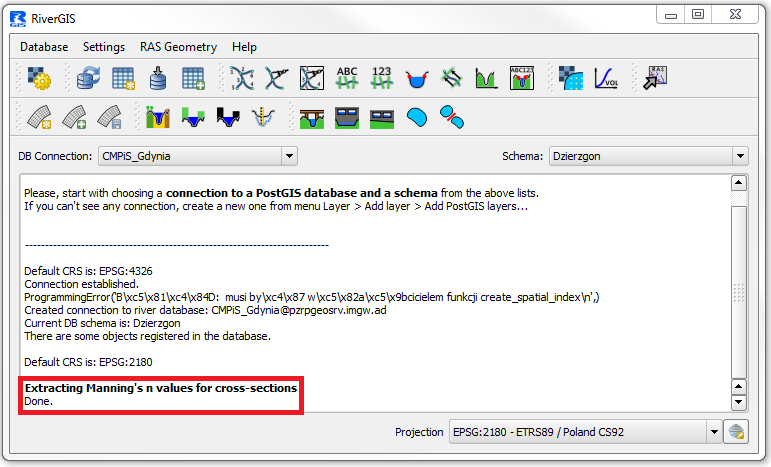 RiverGIS
Database Settings RAS Geometry Help
ABC 123 ABC123 VOL RAS
DB Connection: CMPiS_Gdynia Schema: Dzierzgon
Please, start with choosing a connection to a PostGIS database and a schema from the above lists.
If you can't see any connection, create a new one from menu Layer > Add layer > Add PostGIS layers...
----------------------------------------------------------------------------
Default CRS is: EPSG:4326
Connection established.
ProgrammingError('B\xc5\x81\xc4\x84D:  musi by\xc4\x87 w\xc5\x82a\xc5\x9bcicielem funkcji create_spatial_index\n',)
Created connection to river database: CMPiS_Gdynia@pzrpgeosrv.imgw.ad
Current DB schema is: Dzierzgon
There are some objects registered in the database.
Default CRS is: EPSG:2180
Extracting Manning's n values for cross-sections
Done.
Projection EPSG:2180 - ETRS89 / Poland CS92